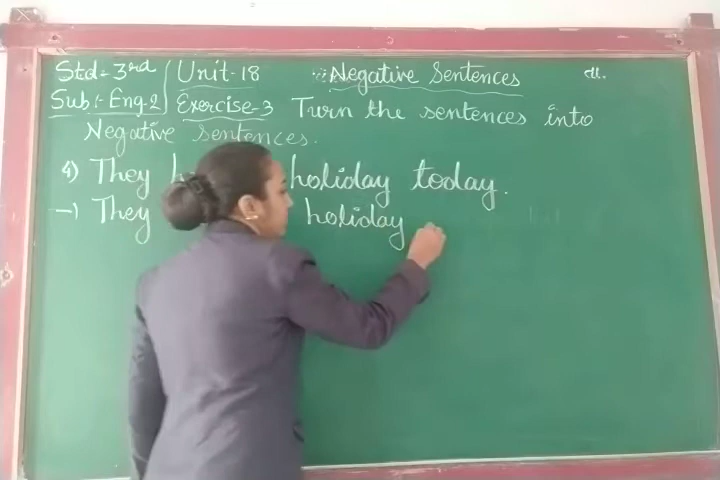 Std:- 3rd Unit-18 Negative Sentences dt.
Sub:- Eng.2 Exercise-3 Turn the sentences into
Negative sentences.
4) They holiday today.
→ They holiday